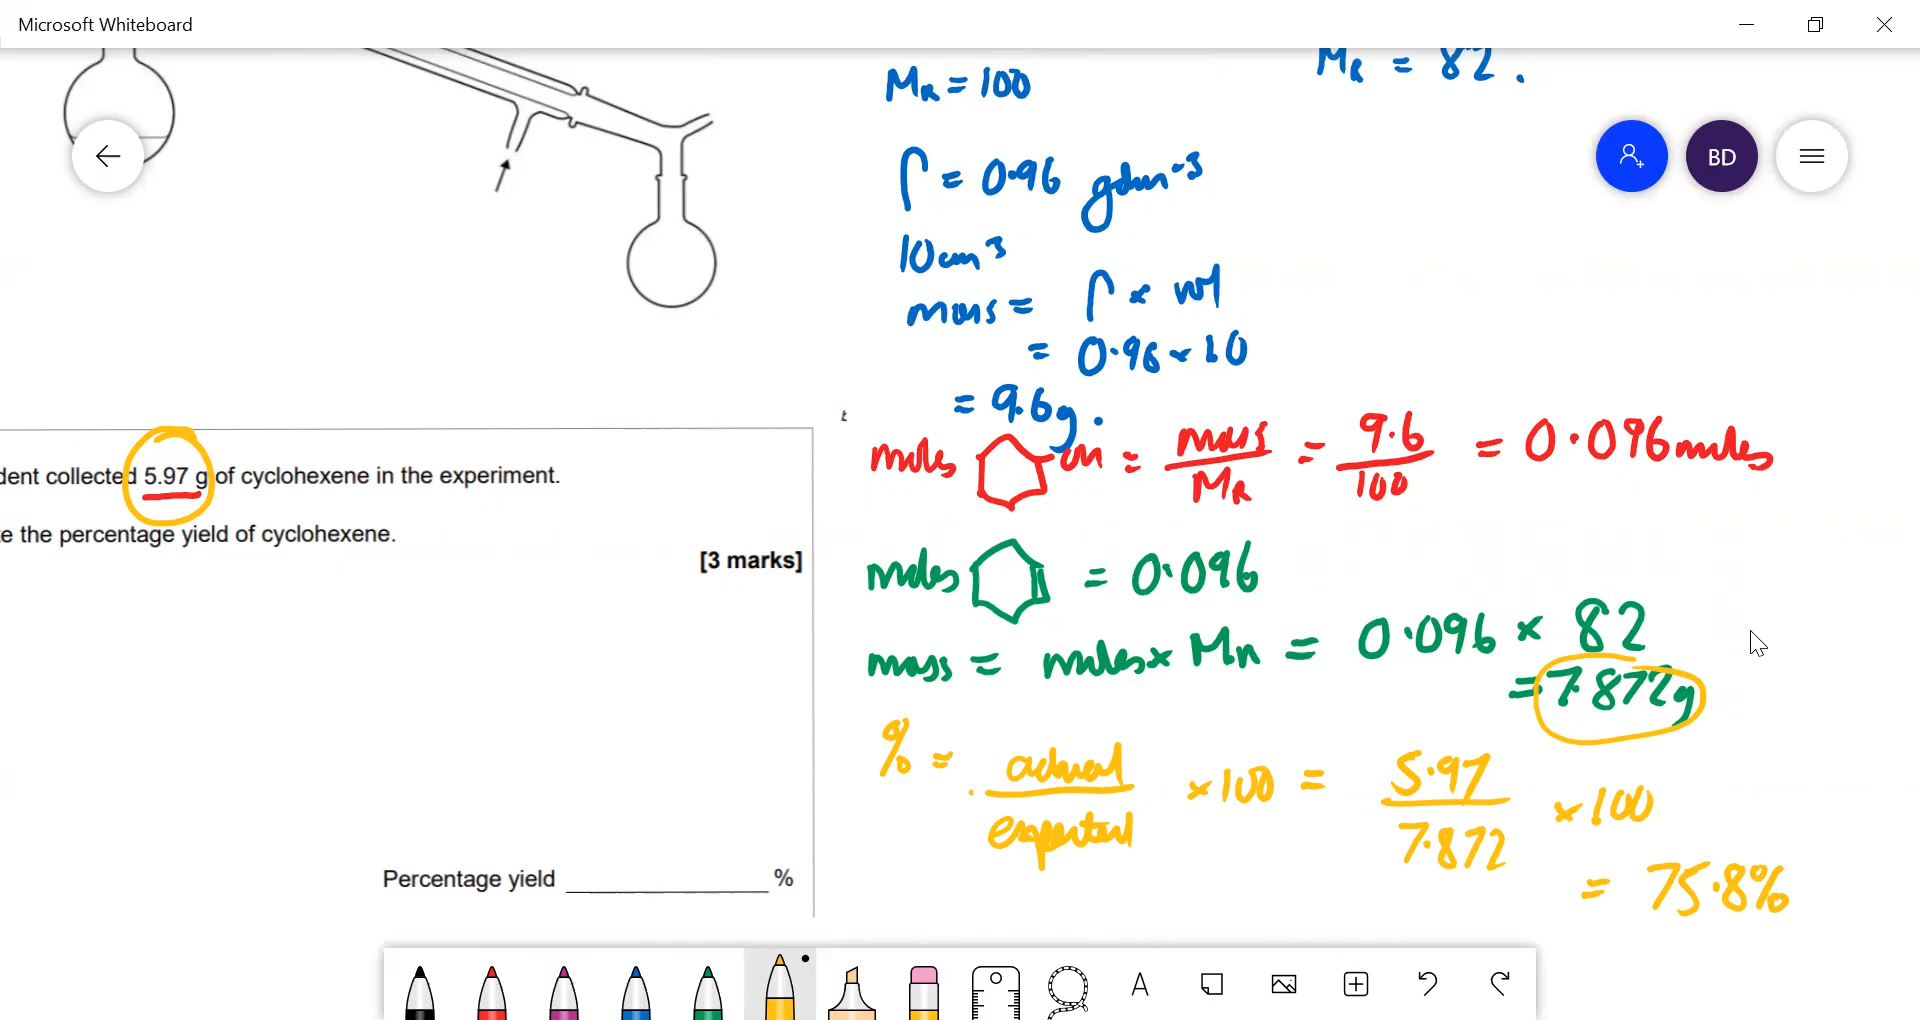 Microsoft Whiteboard
BD
dent collected 5.97 g of cyclohexene in the experiment.
e the percentage yield of cyclohexene.
[3 marks]
Percentage yield ____________ %
MR = 100
MR = 82.
ρ = 0.96 gdm⁻³
10cm³
mass = ρ × vol
= 0.96 × 10
= 9.6g.
moles OH = mass / MR = 9.6 / 100 = 0.096 moles
moles = 0.096
mass = moles × MR = 0.096 × 82
= 7.872g
% = actual / expected × 100 = 5.97 / 7.872 × 100
= 75.8%
A